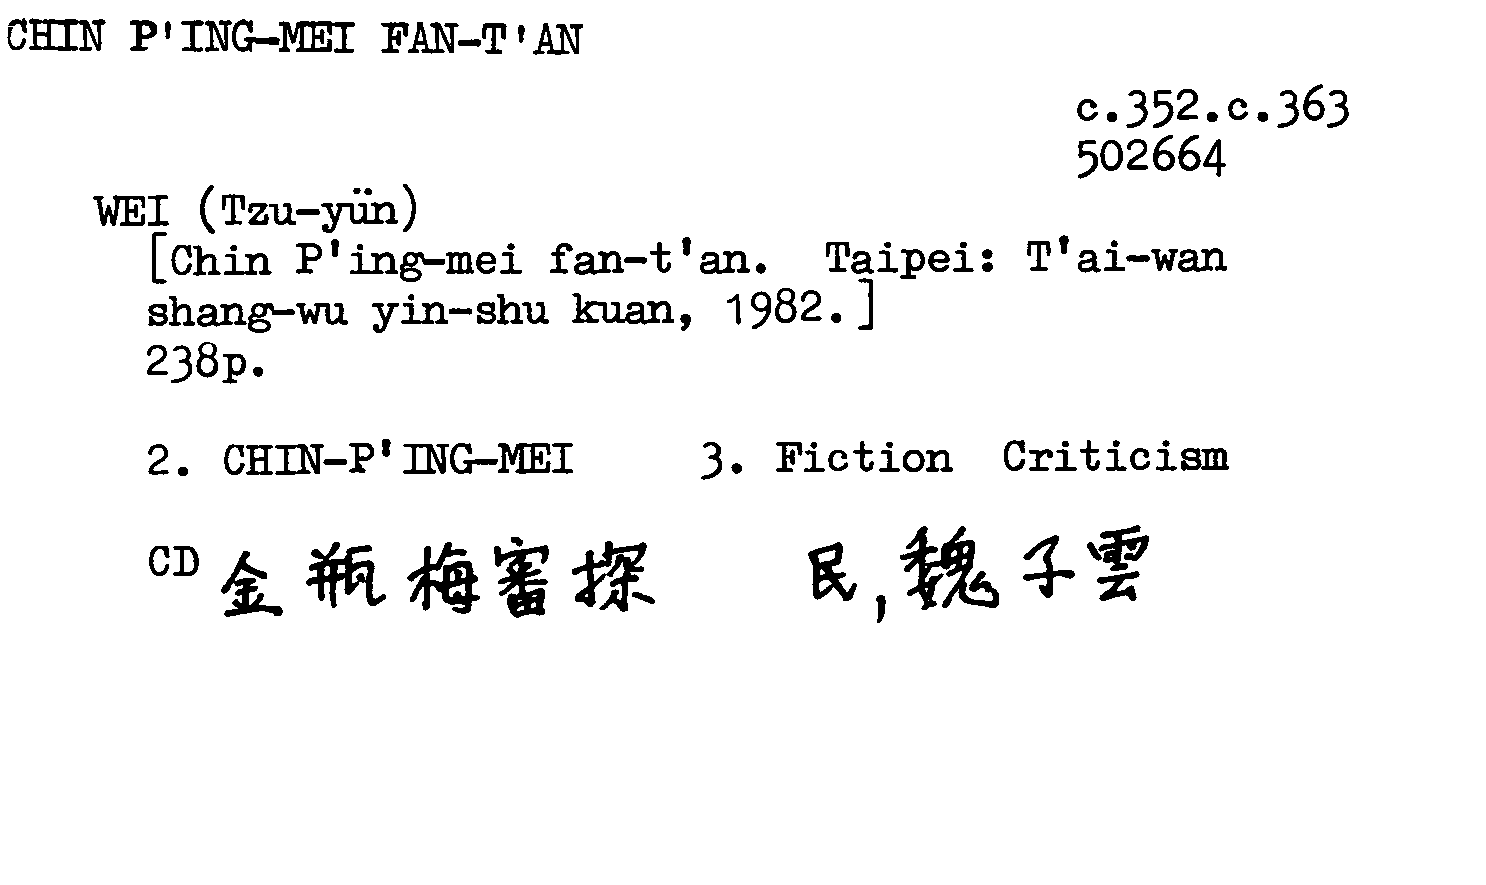 CHIN P'ING-MEI FAN-T'AN
c.352.c.363
502664
WEI (Tzu-yün)
[Chin P'ing-mei fan-t'an. Taipei: T'ai-wan
shang-wu yin-shu kuan, 1982.]
238p.
2. CHIN-P'ING-MEI 3. Fiction Criticism
CD 金瓶梅審探 民,魏子雲